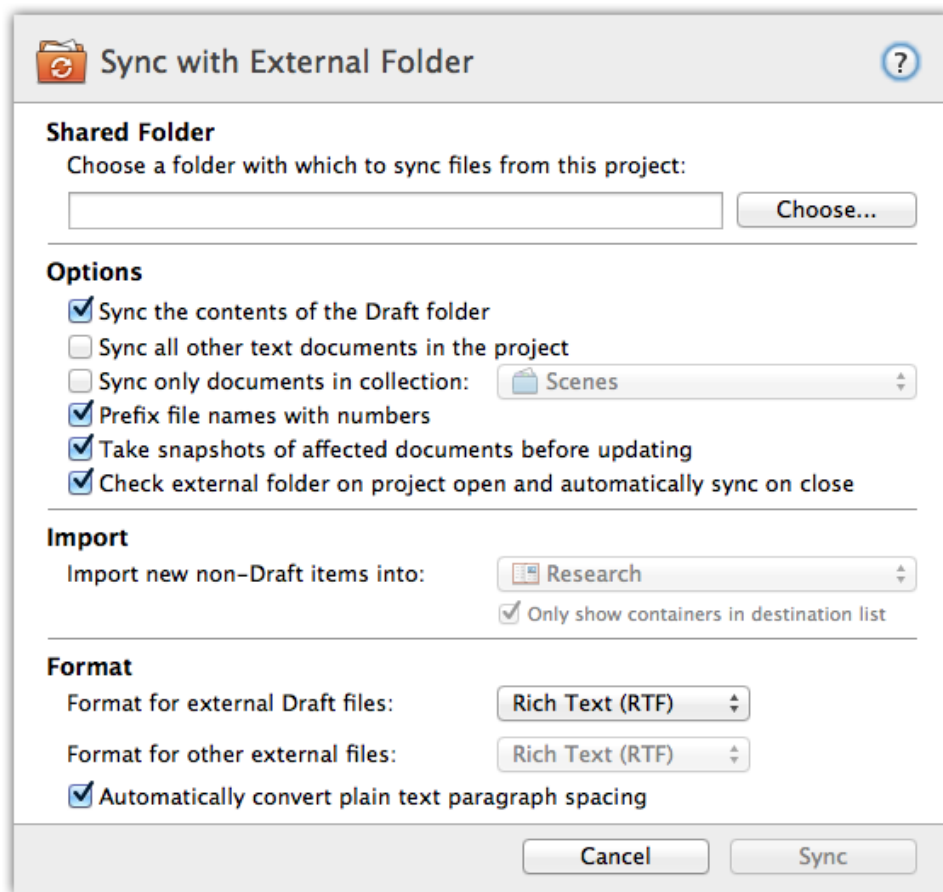 Sync with External Folder
?
Shared Folder
Choose a folder with which to sync files from this project:
Choose...
Options
Sync the contents of the Draft folder
Sync all other text documents in the project
Sync only documents in collection: Scenes
Prefix file names with numbers
Take snapshots of affected documents before updating
Check external folder on project open and automatically sync on close
Import
Import new non-Draft items into: Research
Only show containers in destination list
Format
Format for external Draft files: Rich Text (RTF)
Format for other external files: Rich Text (RTF)
Automatically convert plain text paragraph spacing
Cancel Sync